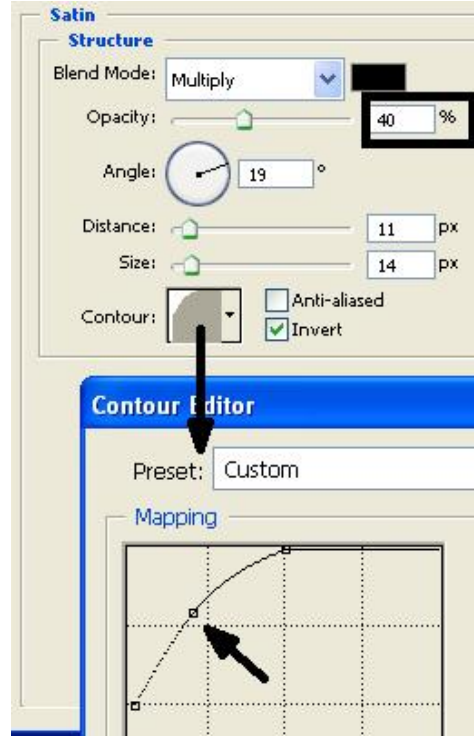 Satin
Structure
Blend Mode: Multiply
Opacity: 40 %
Angle: 19 °
Distance: 11 px
Size: 14 px
Contour: Anti-aliased
Invert
Contour Editor
Preset: Custom
Mapping